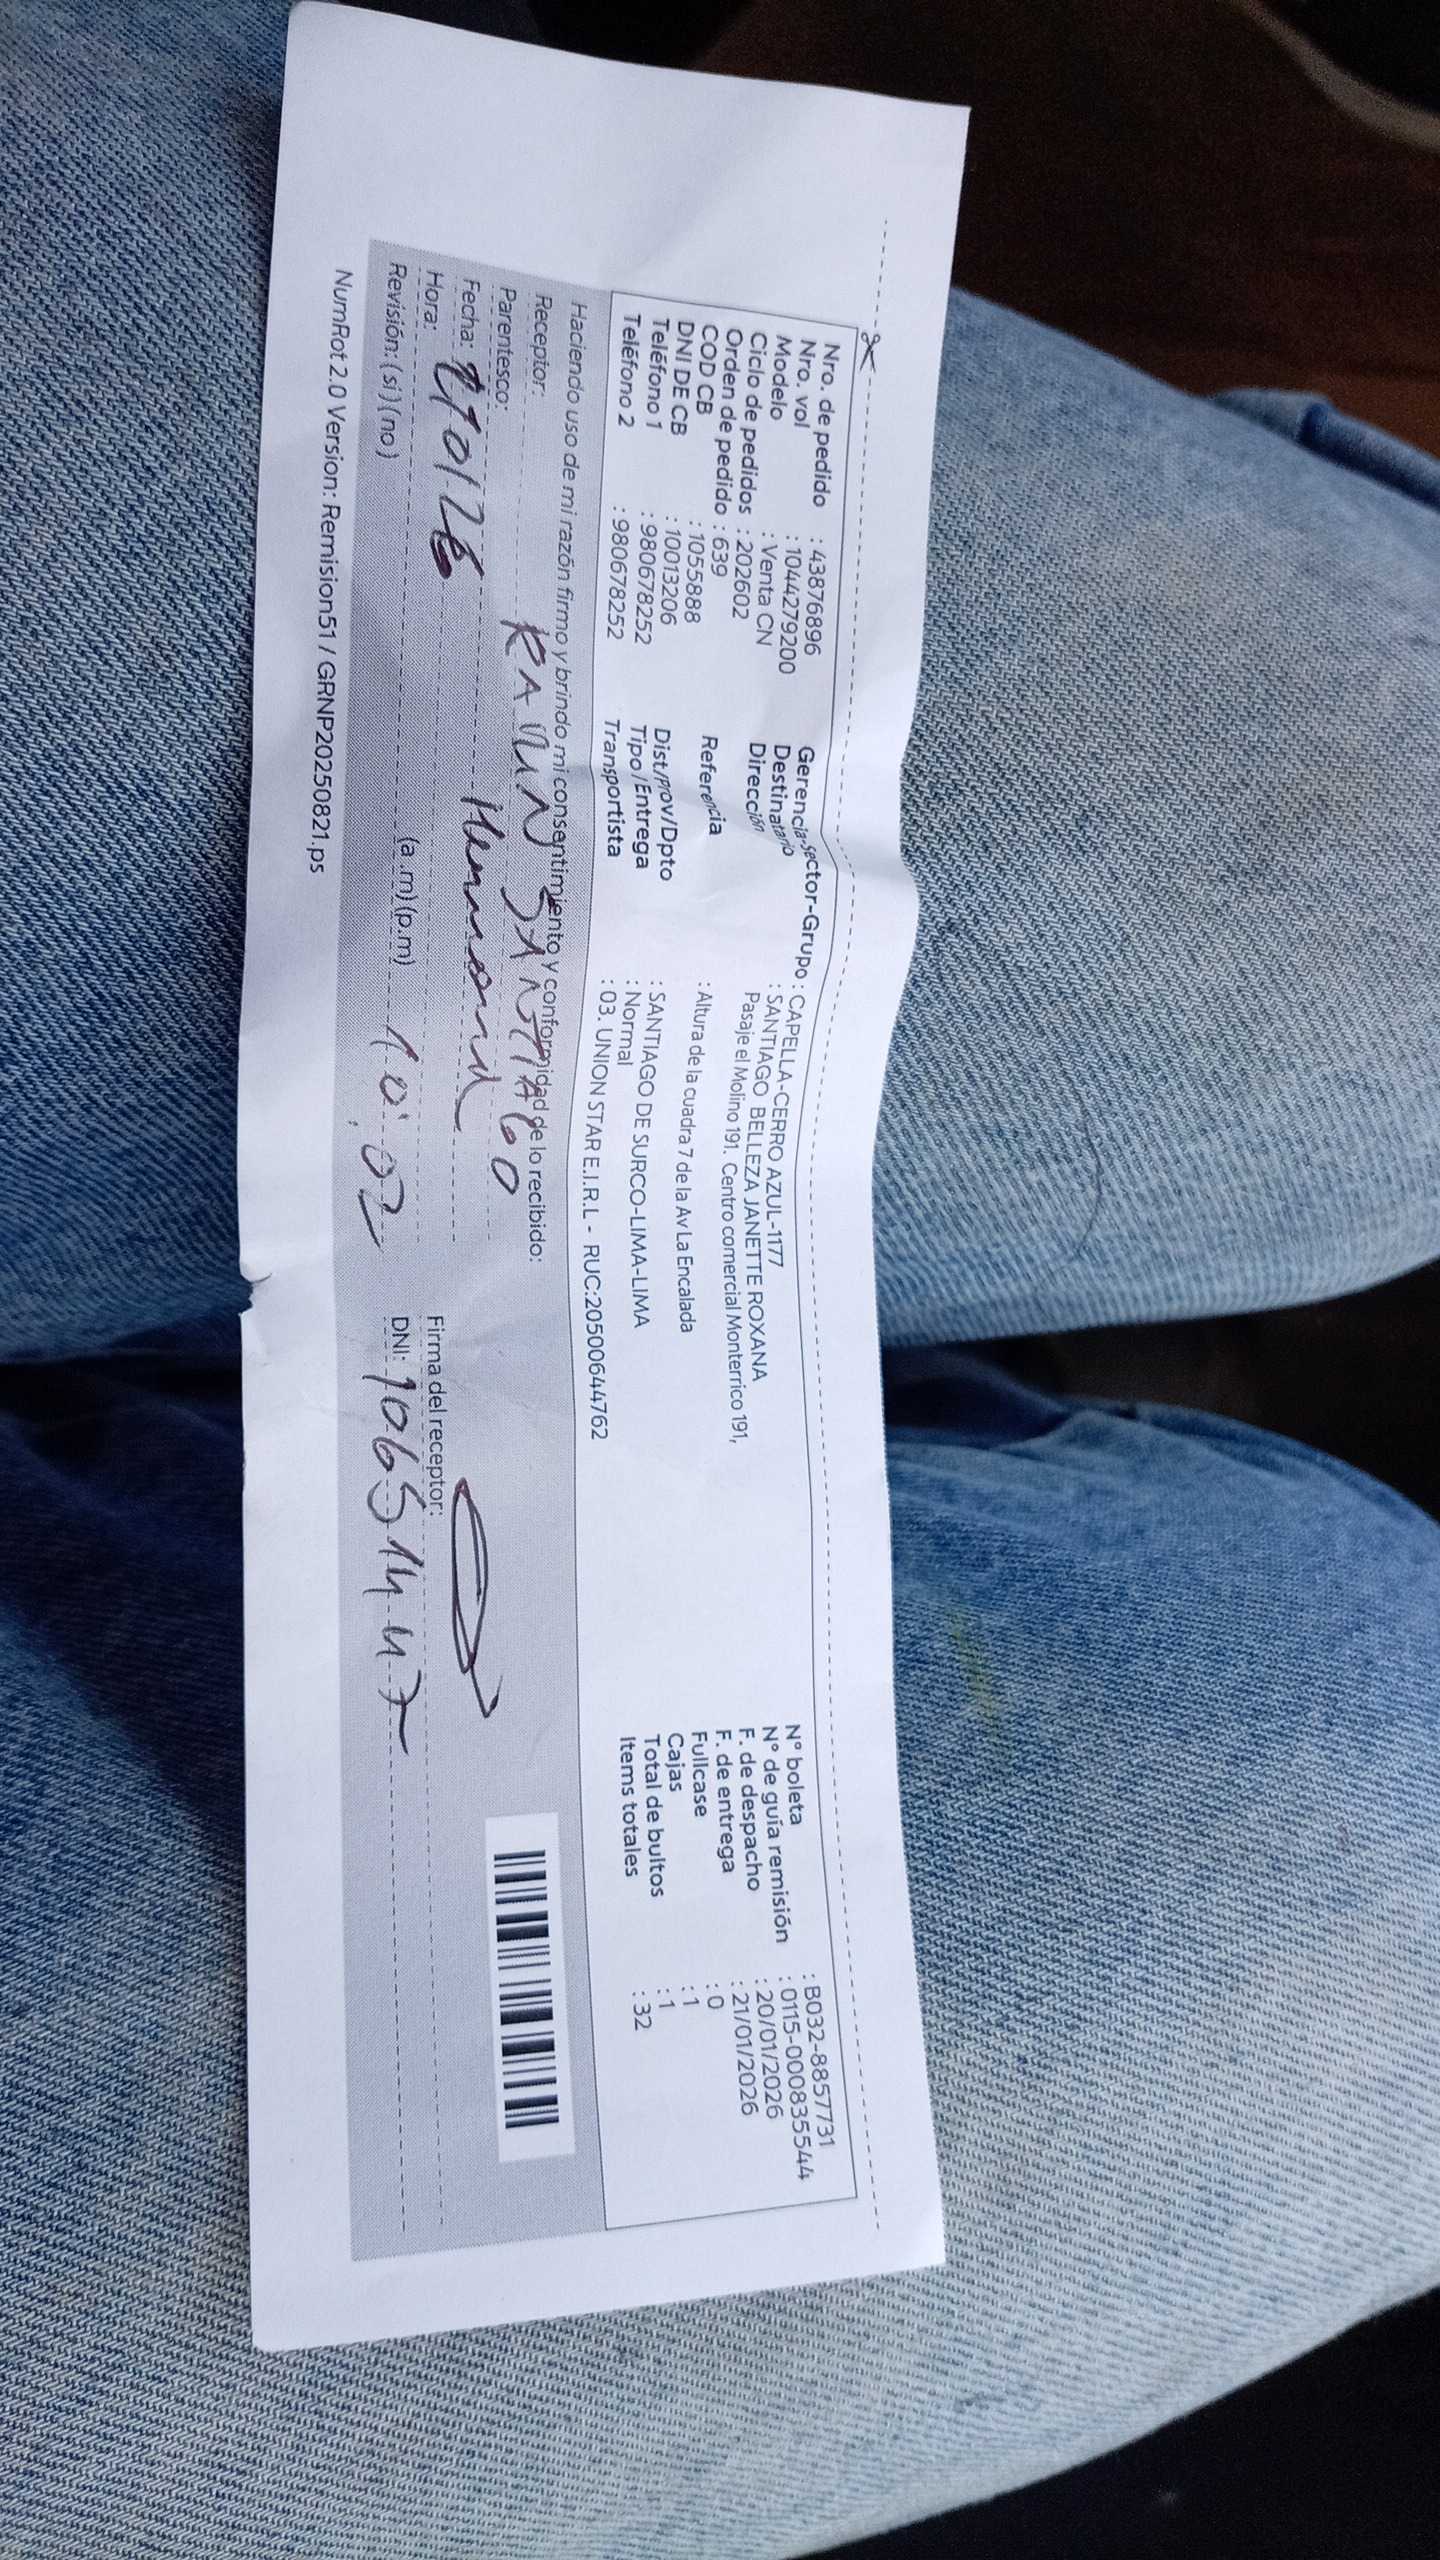 Nro. de pedido : 43876896
Nro. vol : 1044279200
Modelo : Venta CN
Ciclo de pedidos : 202602
Orden de pedido : 639
COD CB : 1055888
DNI DE CB : 10013206
Teléfono 1 : 980678252
Teléfono 2 : 980678252
Gerencia-Sector-Grupo : CAPELLA-CERRO AZUL-1177
Destinatario : SANTIAGO BELLEZA JANETTE ROXANA
Dirección Pasaje el Molino 191. Centro comercial Monterrico 191,
Referencia : Altura de la cuadra 7 de la Av La Encalada
Dist/prov/Dpto : SANTIAGO DE SURCO-LIMA-LIMA
Tipo/Entrega : Normal
Transportista : 03. UNION STAR E.I.R.L - RUC:20500644762
N° boleta : B032-8857731
N° de guía remisión : 0115-000835544
F. de despacho : 20/01/2026
F. de entrega : 21/01/2026
Fullcase : 0
Cajas : 1
Total de bultos : 1
Items totales : 32
Haciendo uso de mi razón firmo y brindo mi consentimiento y conformidad de lo recibido:
Receptor: SANTIAGO
Parentesco:
Fecha:
Hora: (a .m) (p.m) 10:02
Revisión: (si) (no)
Firma del receptor:
DNI:
NumRot 2.0 Version: Remision51 / GRNP20250821.ps